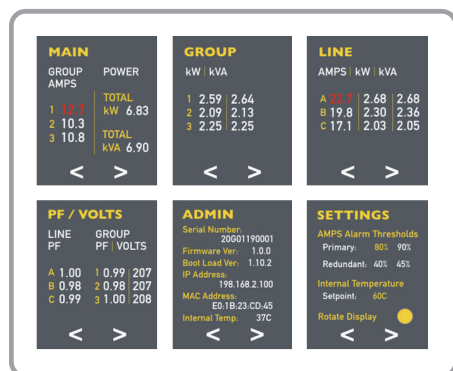 MAIN
GROUP POWER
AMPS
TOTAL
1 12.7 kW 6.83
2 10.3
3 10.8 TOTAL
kVA 6.90
< >
GROUP
kW | kVA
1 2.59 2.64
2 2.09 2.13
3 2.25 2.25
< >
LINE
AMPS | kW | kVA
A 22.7 2.68 2.68
B 19.8 2.30 2.36
C 17.1 2.03 2.05
< >
PF / VOLTS
LINE GROUP
PF PF | VOLTS
A 1.00 1 0.99 207
B 0.98 2 0.98 207
C 0.99 3 1.00 208
< >
ADMIN
Serial Number:
20G01190001
Firmware Ver: 1.0.0
Boot Load Ver: 1.10.2
IP Address:
198.168.2.100
MAC Address:
E0:1B:23:CD:45
Internal Temp: 37C
< >
SETTINGS
AMPS Alarm Thresholds
Primary: 80% 90%
Redundant: 40% 45%
Internal Temperature
Setpoint: 60C
Rotate Display
< >